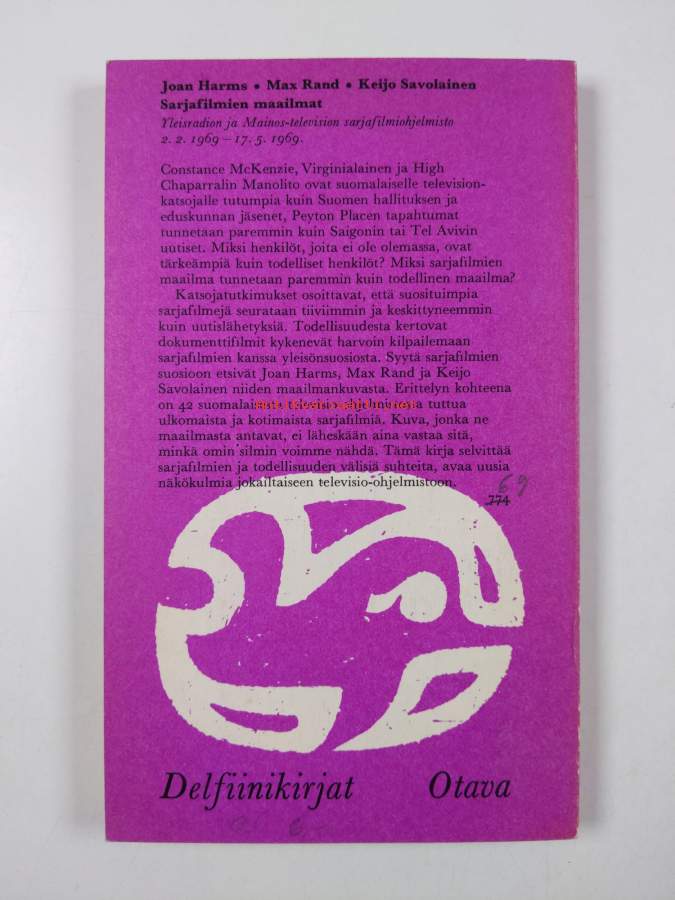 Joan Harms • Max Rand • Keijo Savolainen
Sarjafilmien maailmat
Yleisradion ja Mainos-television sarjafilmiohjelmisto
2. 2. 1969 – 17. 5. 1969.
Constance McKenzie, Virginialainen ja High
Chaparralin Manolito ovat suomalaiselle television-
katsojalle tutumpia kuin Suomen hallituksen ja
eduskunnan jäsenet, Peyton Placen tapahtumat
tunnetaan paremmin kuin Saigonin tai Tel Avivin
uutiset. Miksi henkilöt, joita ei ole olemassa, ovat
tärkeämpiä kuin todelliset henkilöt? Miksi sarjafilmien
maailma tunnetaan paremmin kuin todellinen maailma?
Katsojatutkimukset osoittavat, että suosituimpia
sarjafilmejä seurataan tiiviimmin ja keskittyneemmin
kuin uutislähetyksiä. Todellisuudesta kertovat
dokumenttifilmit kykenevät harvoin kilpailemaan
sarjafilmien kanssa yleisönsuosiosta. Syytä sarjafilmien
suosioon etsivät Joan Harms, Max Rand ja Keijo
Savolainen niiden maailmankuvasta. Erittelyn kohteena
on 42 suomalaisista tuttua
ulkomaista ja kotimaista sarjafilmiä. Kuva, jonka ne
maailmasta antavat, ei läheskään aina vastaa sitä,
minkä omin silmin voimme nähdä. Tämä kirja selvittää
sarjafilmien ja todellisuuden välisiä suhteita, avaa uusia
näkökulmia jokailtaiseen televisio-ohjelmistoon.
69
774
Delfiinikirjat Otava